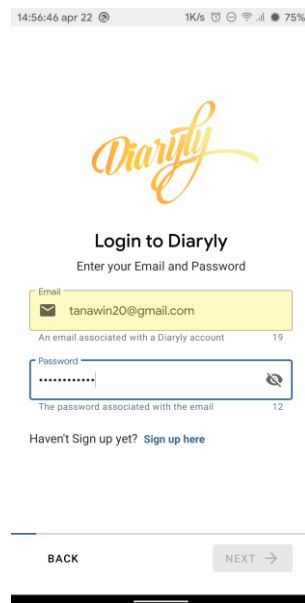 14:56:46 apr 22 1K/s 75%
Diaryly
Login to Diaryly
Enter your Email and Password
Email
tanawin20@gmail.com
An email associated with a Diaryly account 19
Password
••••••••••••
The password associated with the email 12
Haven't Sign up yet? Sign up here
BACK NEXT →